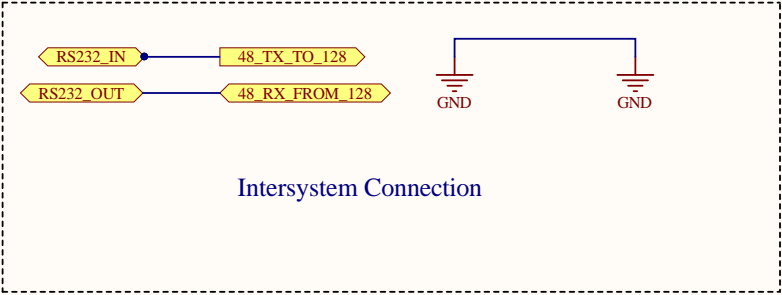 RS232_IN 48_TX_TO_128
RS232_OUT 48_RX_FROM_128
GND GND
Intersystem Connection